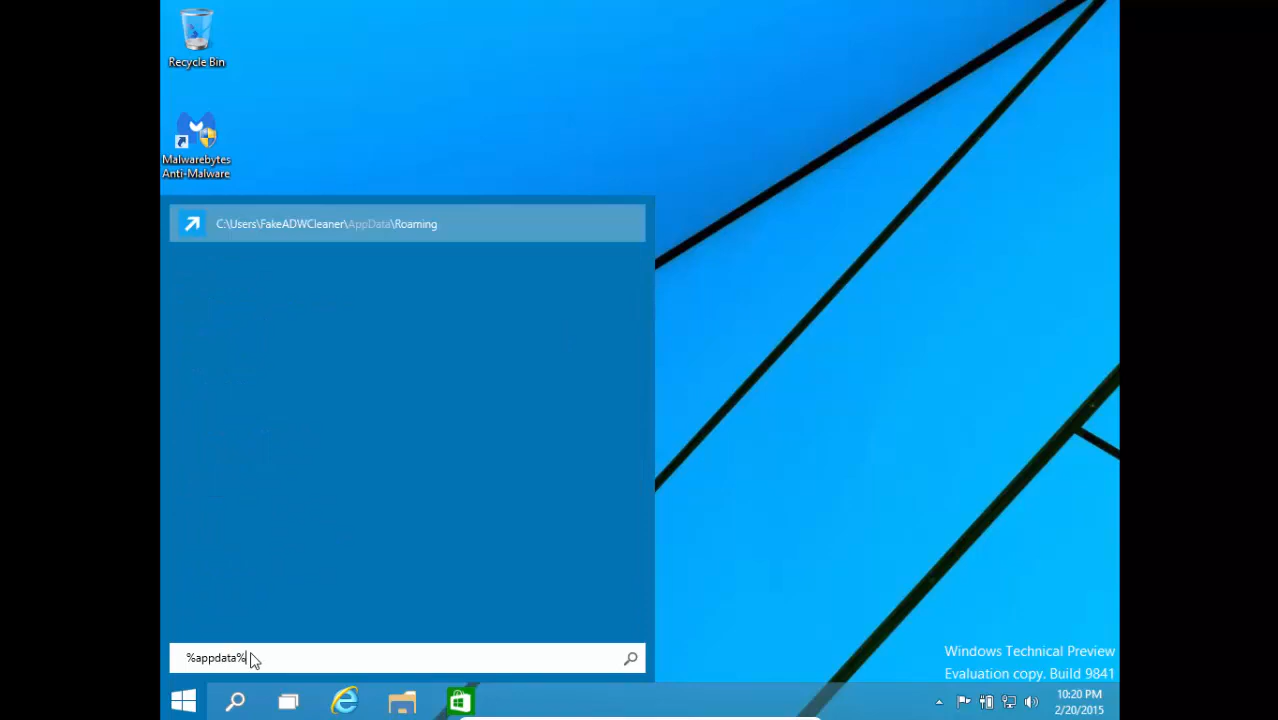 Recycle Bin
Malwarebytes
Anti-Malware
C:\Users\FakeADWCleaner\AppData\Roaming
%appdata%
Windows Technical Preview
Evaluation copy. Build 9841
10:20 PM
2/20/2015